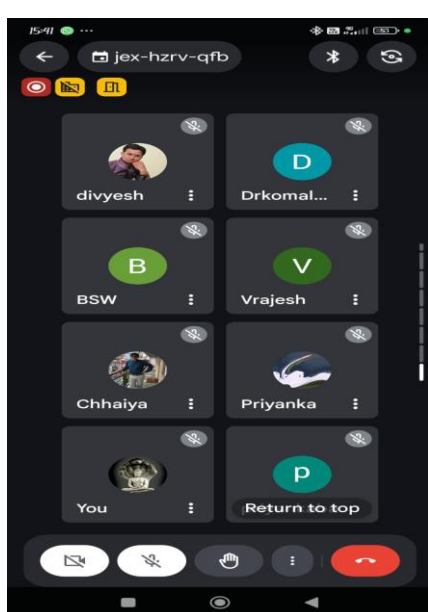 15:41
jex-hzrv-qfb
divyesh
D
Drkomal...
B
BSW
V
Vrajesh
Chhaiya
Priyanka
You
p
Return to top